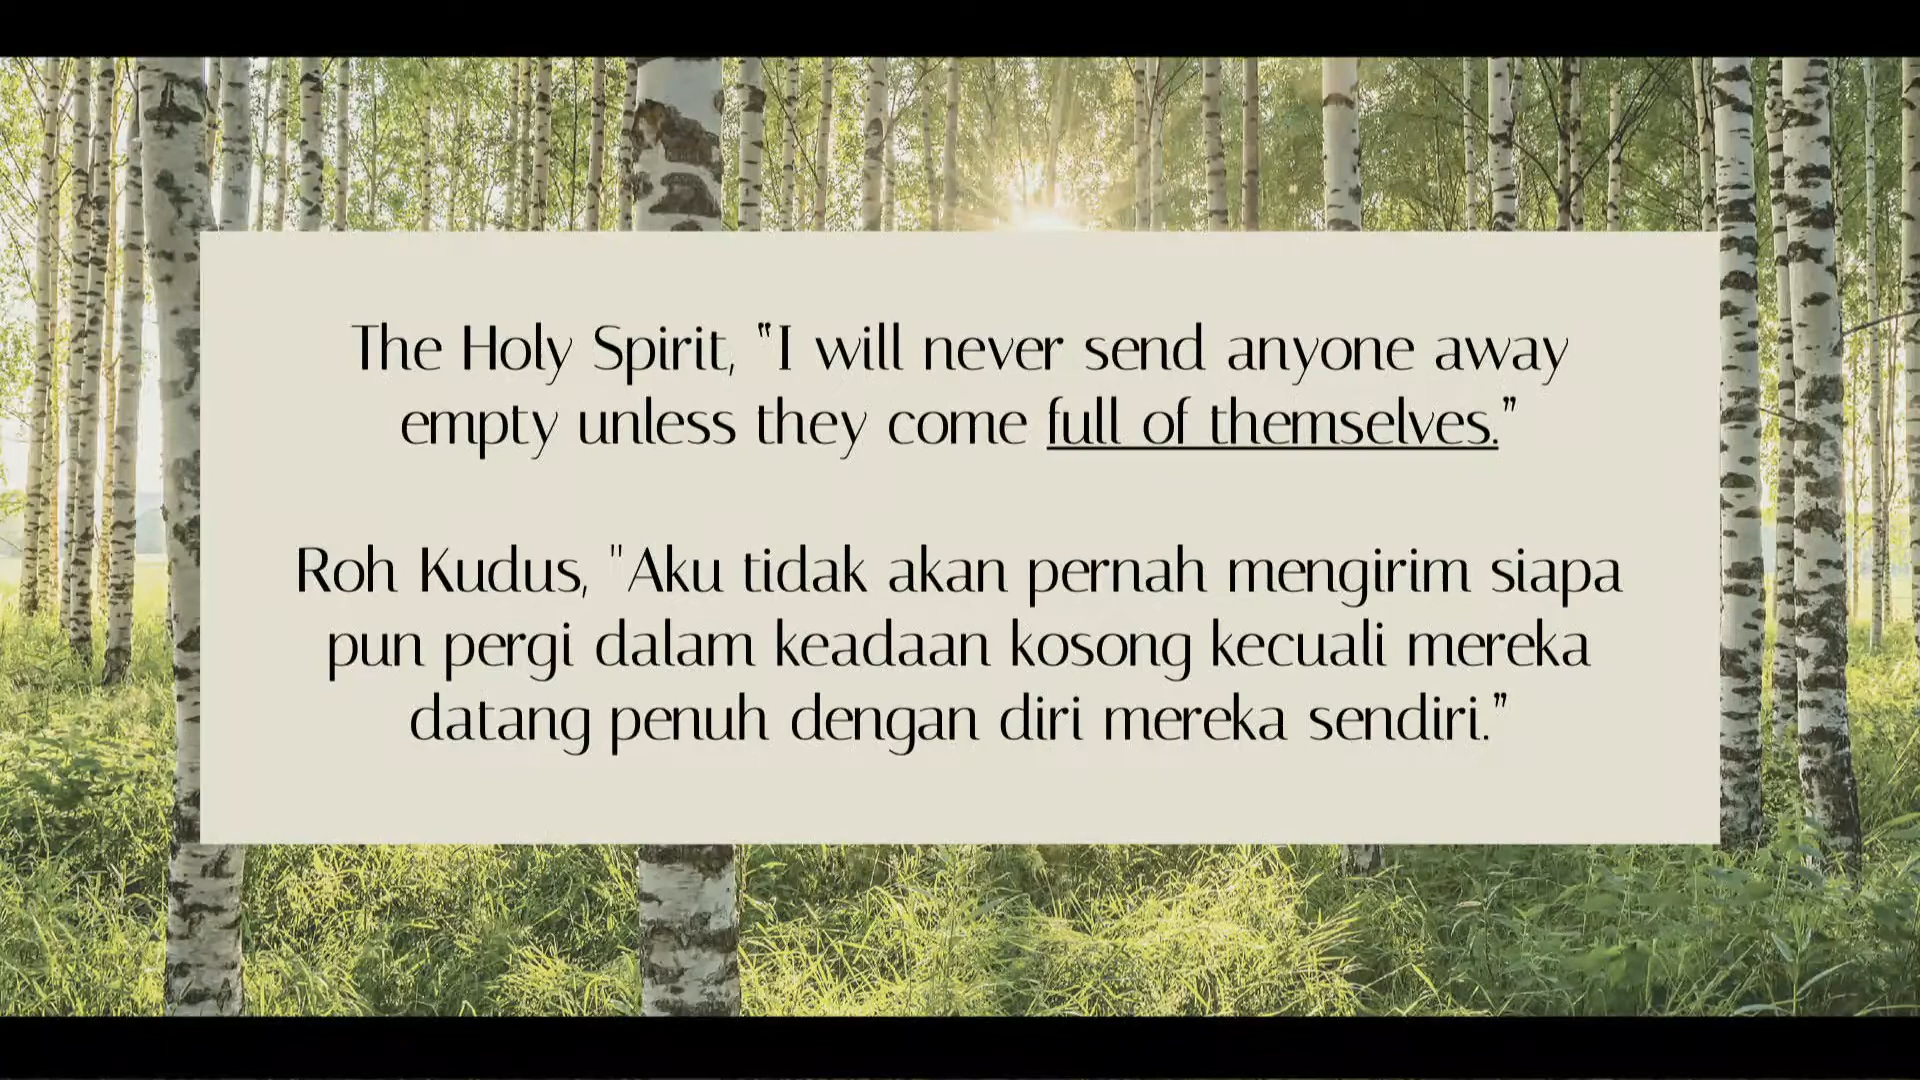 The Holy Spirit, "I will never send anyone away
empty unless they come full of themselves."
Roh Kudus, "Aku tidak akan pernah mengirim siapa
pun pergi dalam keadaan kosong kecuali mereka
datang penuh dengan diri mereka sendiri."